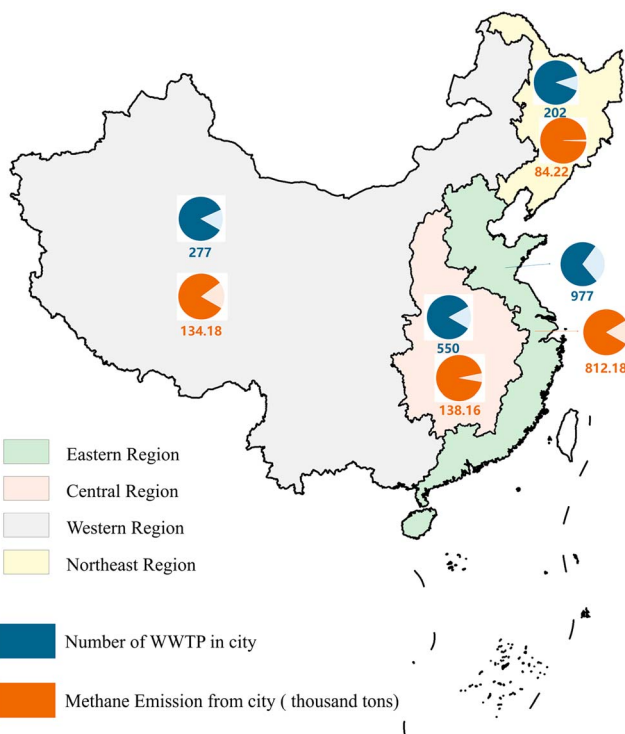 202
84.22
277
134.18
977
550
812.18
138.16
Eastern Region
Central Region
Western Region
Northeast Region
Number of WWTP in city
Methane Emission from city ( thousand tons)